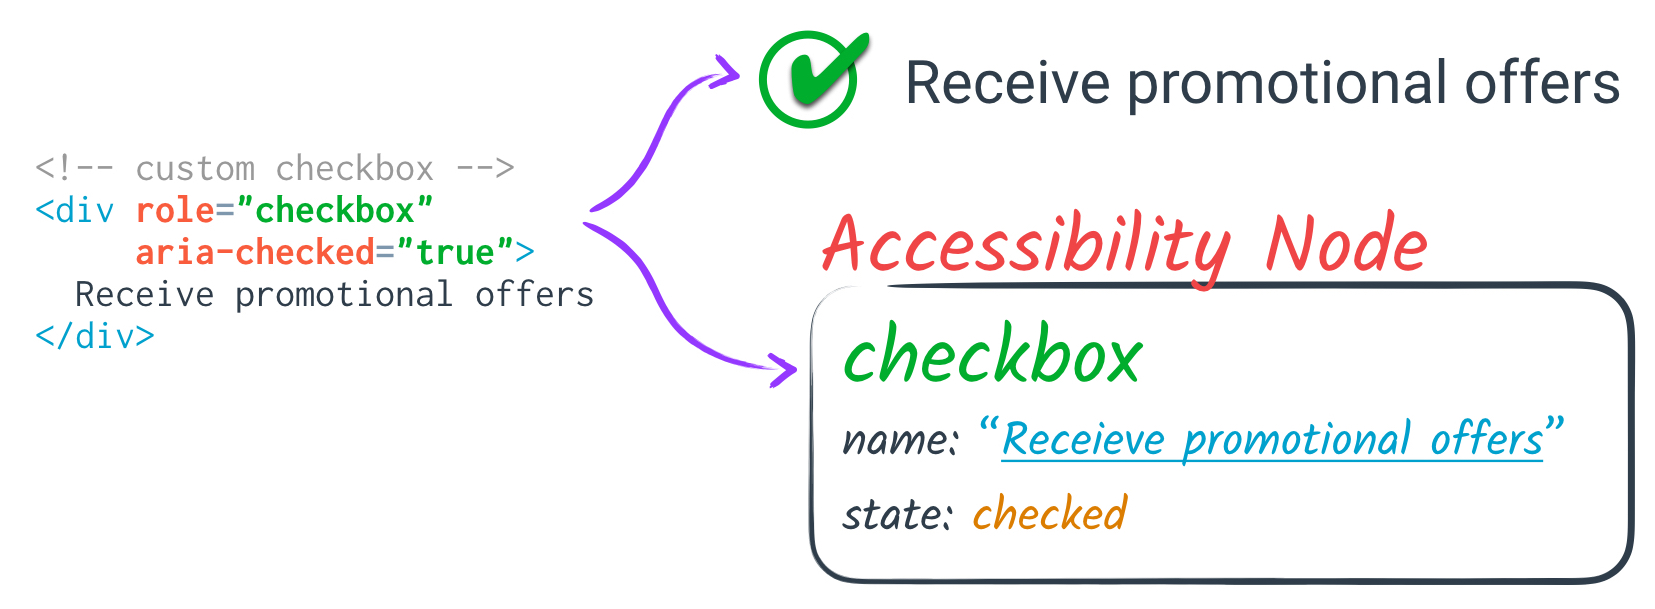 <!-- custom checkbox -->
<div role="checkbox"
aria-checked="true">
Receive promotional offers
</div>
Receive promotional offers
Accessibility Node
checkbox
name: “Receieve promotional offers”
state: checked